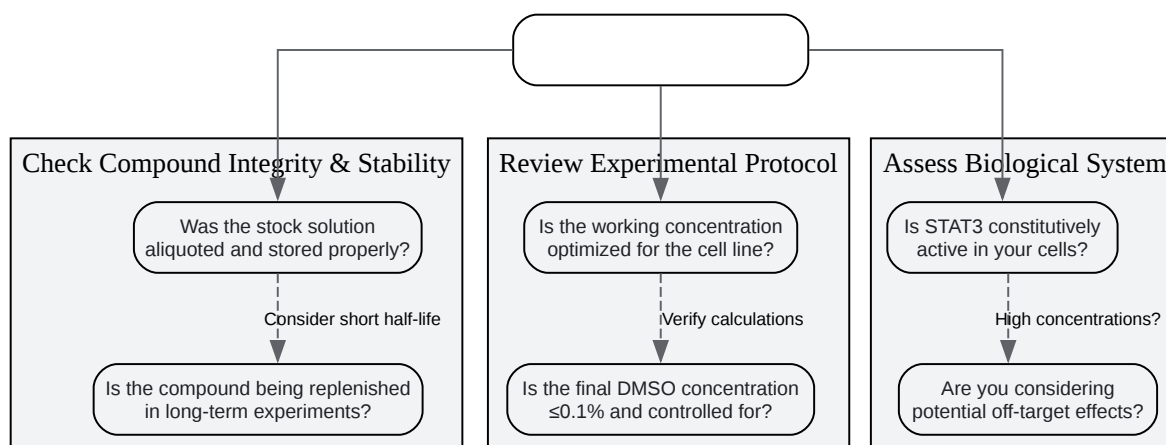 Check Compound Integrity & Stability
Was the stock solution
aliquoted and stored properly?
Consider short half-life
Is the compound being replenished
in long-term experiments?
Review Experimental Protocol
Is the working concentration
optimized for the cell line?
Verify calculations
Is the final DMSO concentration
≤0.1% and controlled for?
Assess Biological System
Is STAT3 constitutively
active in your cells?
High concentrations?
Are you considering
potential off-target effects?